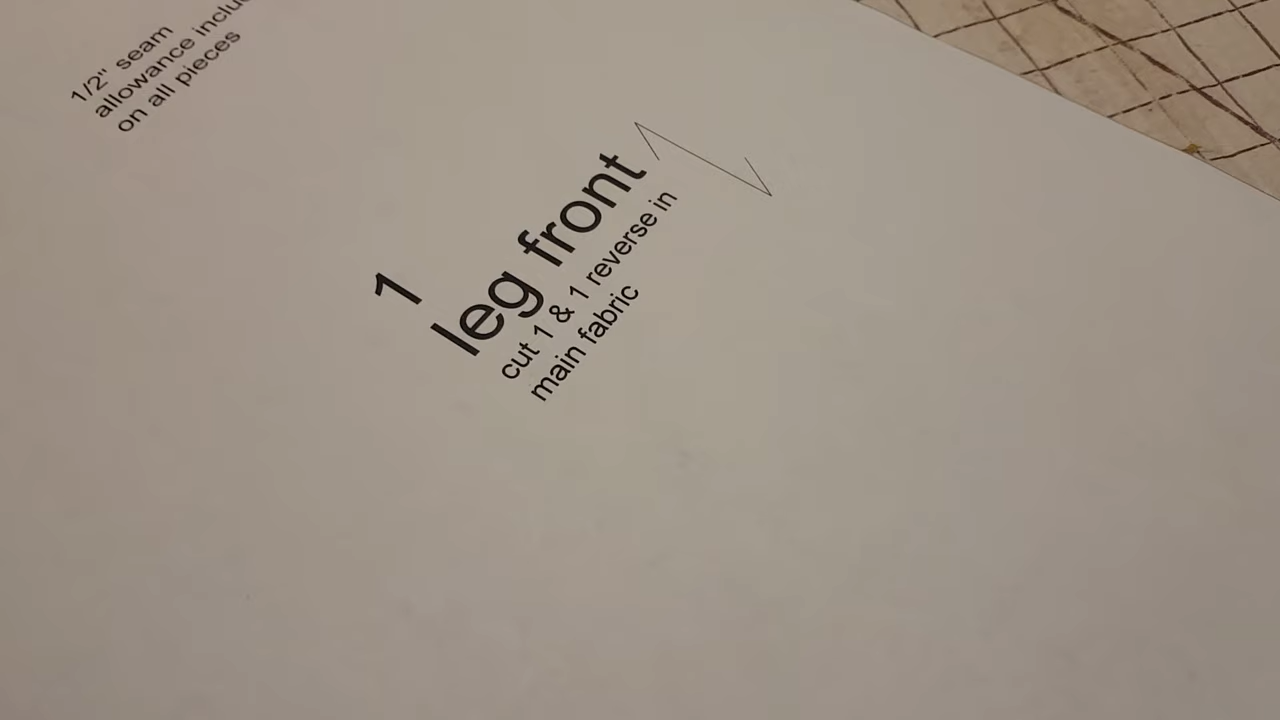 1/2" seam
allowance
on all pieces
1
leg front
cut 1 & 1 reverse in
main fabric